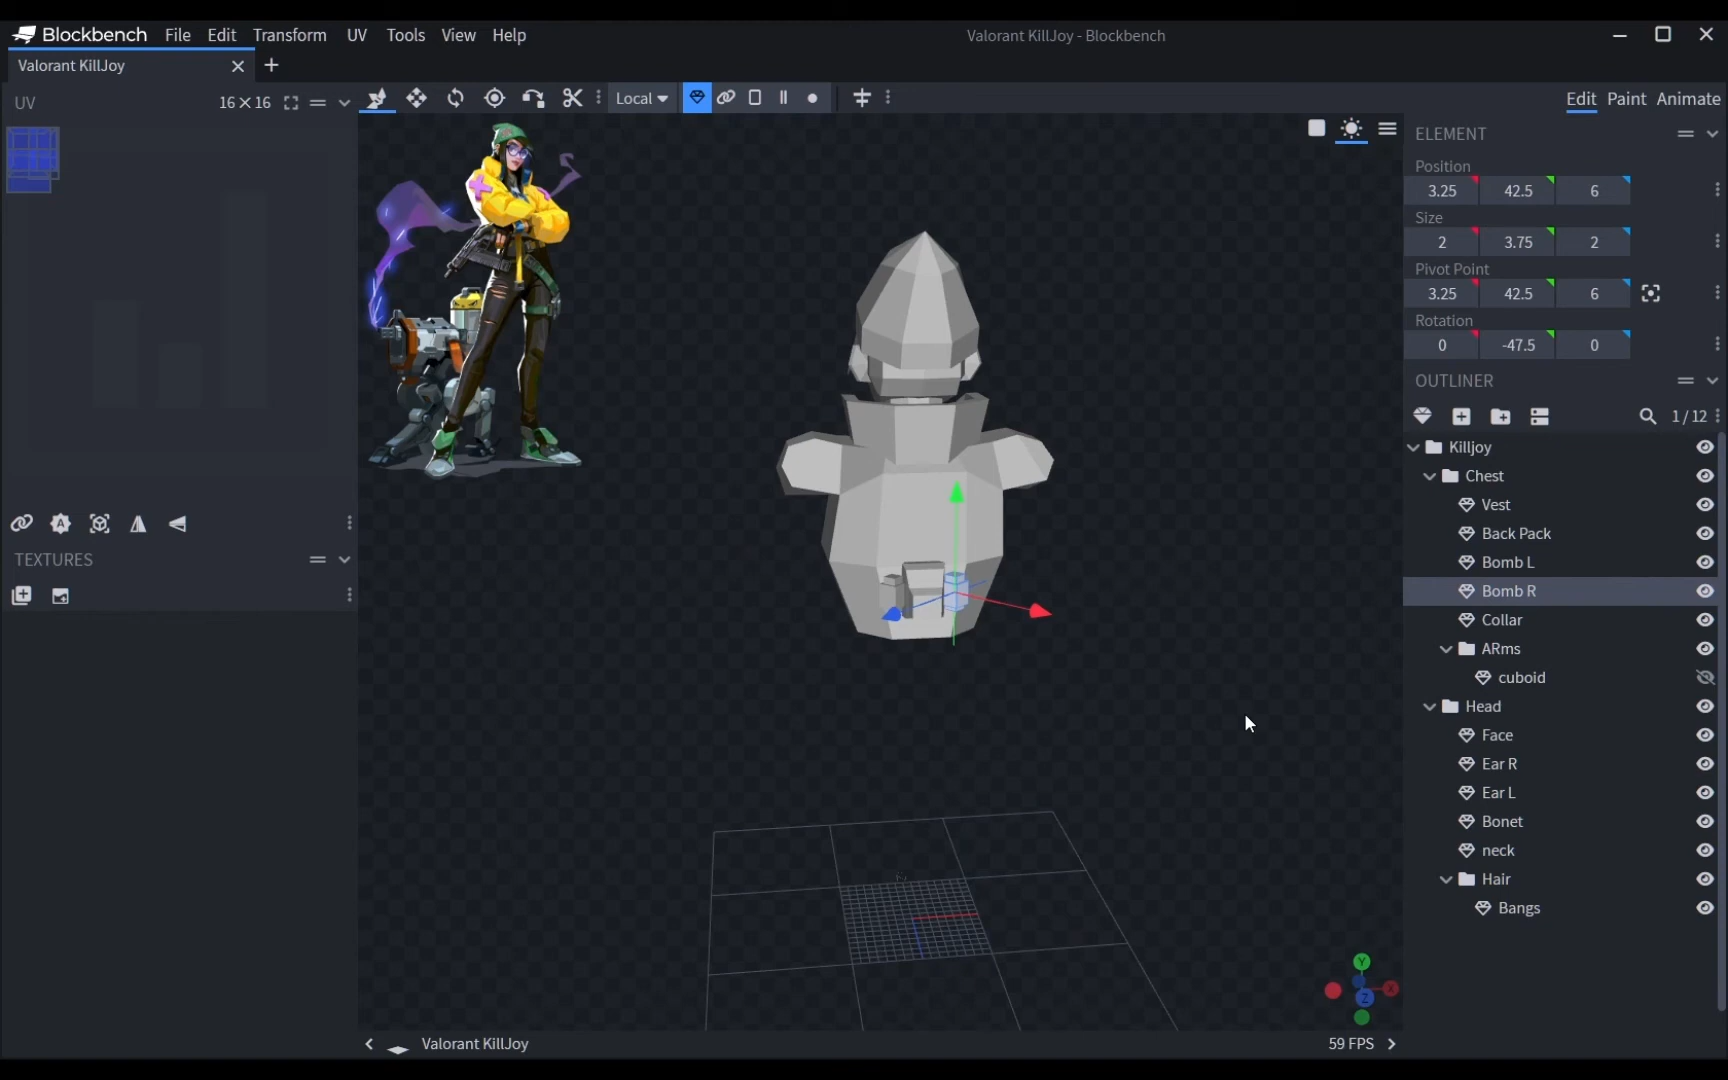 Blockbench File Edit Transform UV Tools View Help
Valorant KillJoy - Blockbench
Valorant KillJoy
UV 16×16
Local
Edit Paint Animate
ELEMENT
Position
3.25 42.5 6
Size
2 3.75 2
Pivot Point
3.25 42.5 6
Rotation
0 -47.5 0
OUTLINER
1/12
Killjoy
Chest
Vest
Back Pack
Bomb L
Bomb R
Collar
ARms
cuboid
Head
Face
Ear R
Ear L
Bonet
neck
Hair
Bangs
TEXTURES
Y
X
Z
Valorant KillJoy
59 FPS